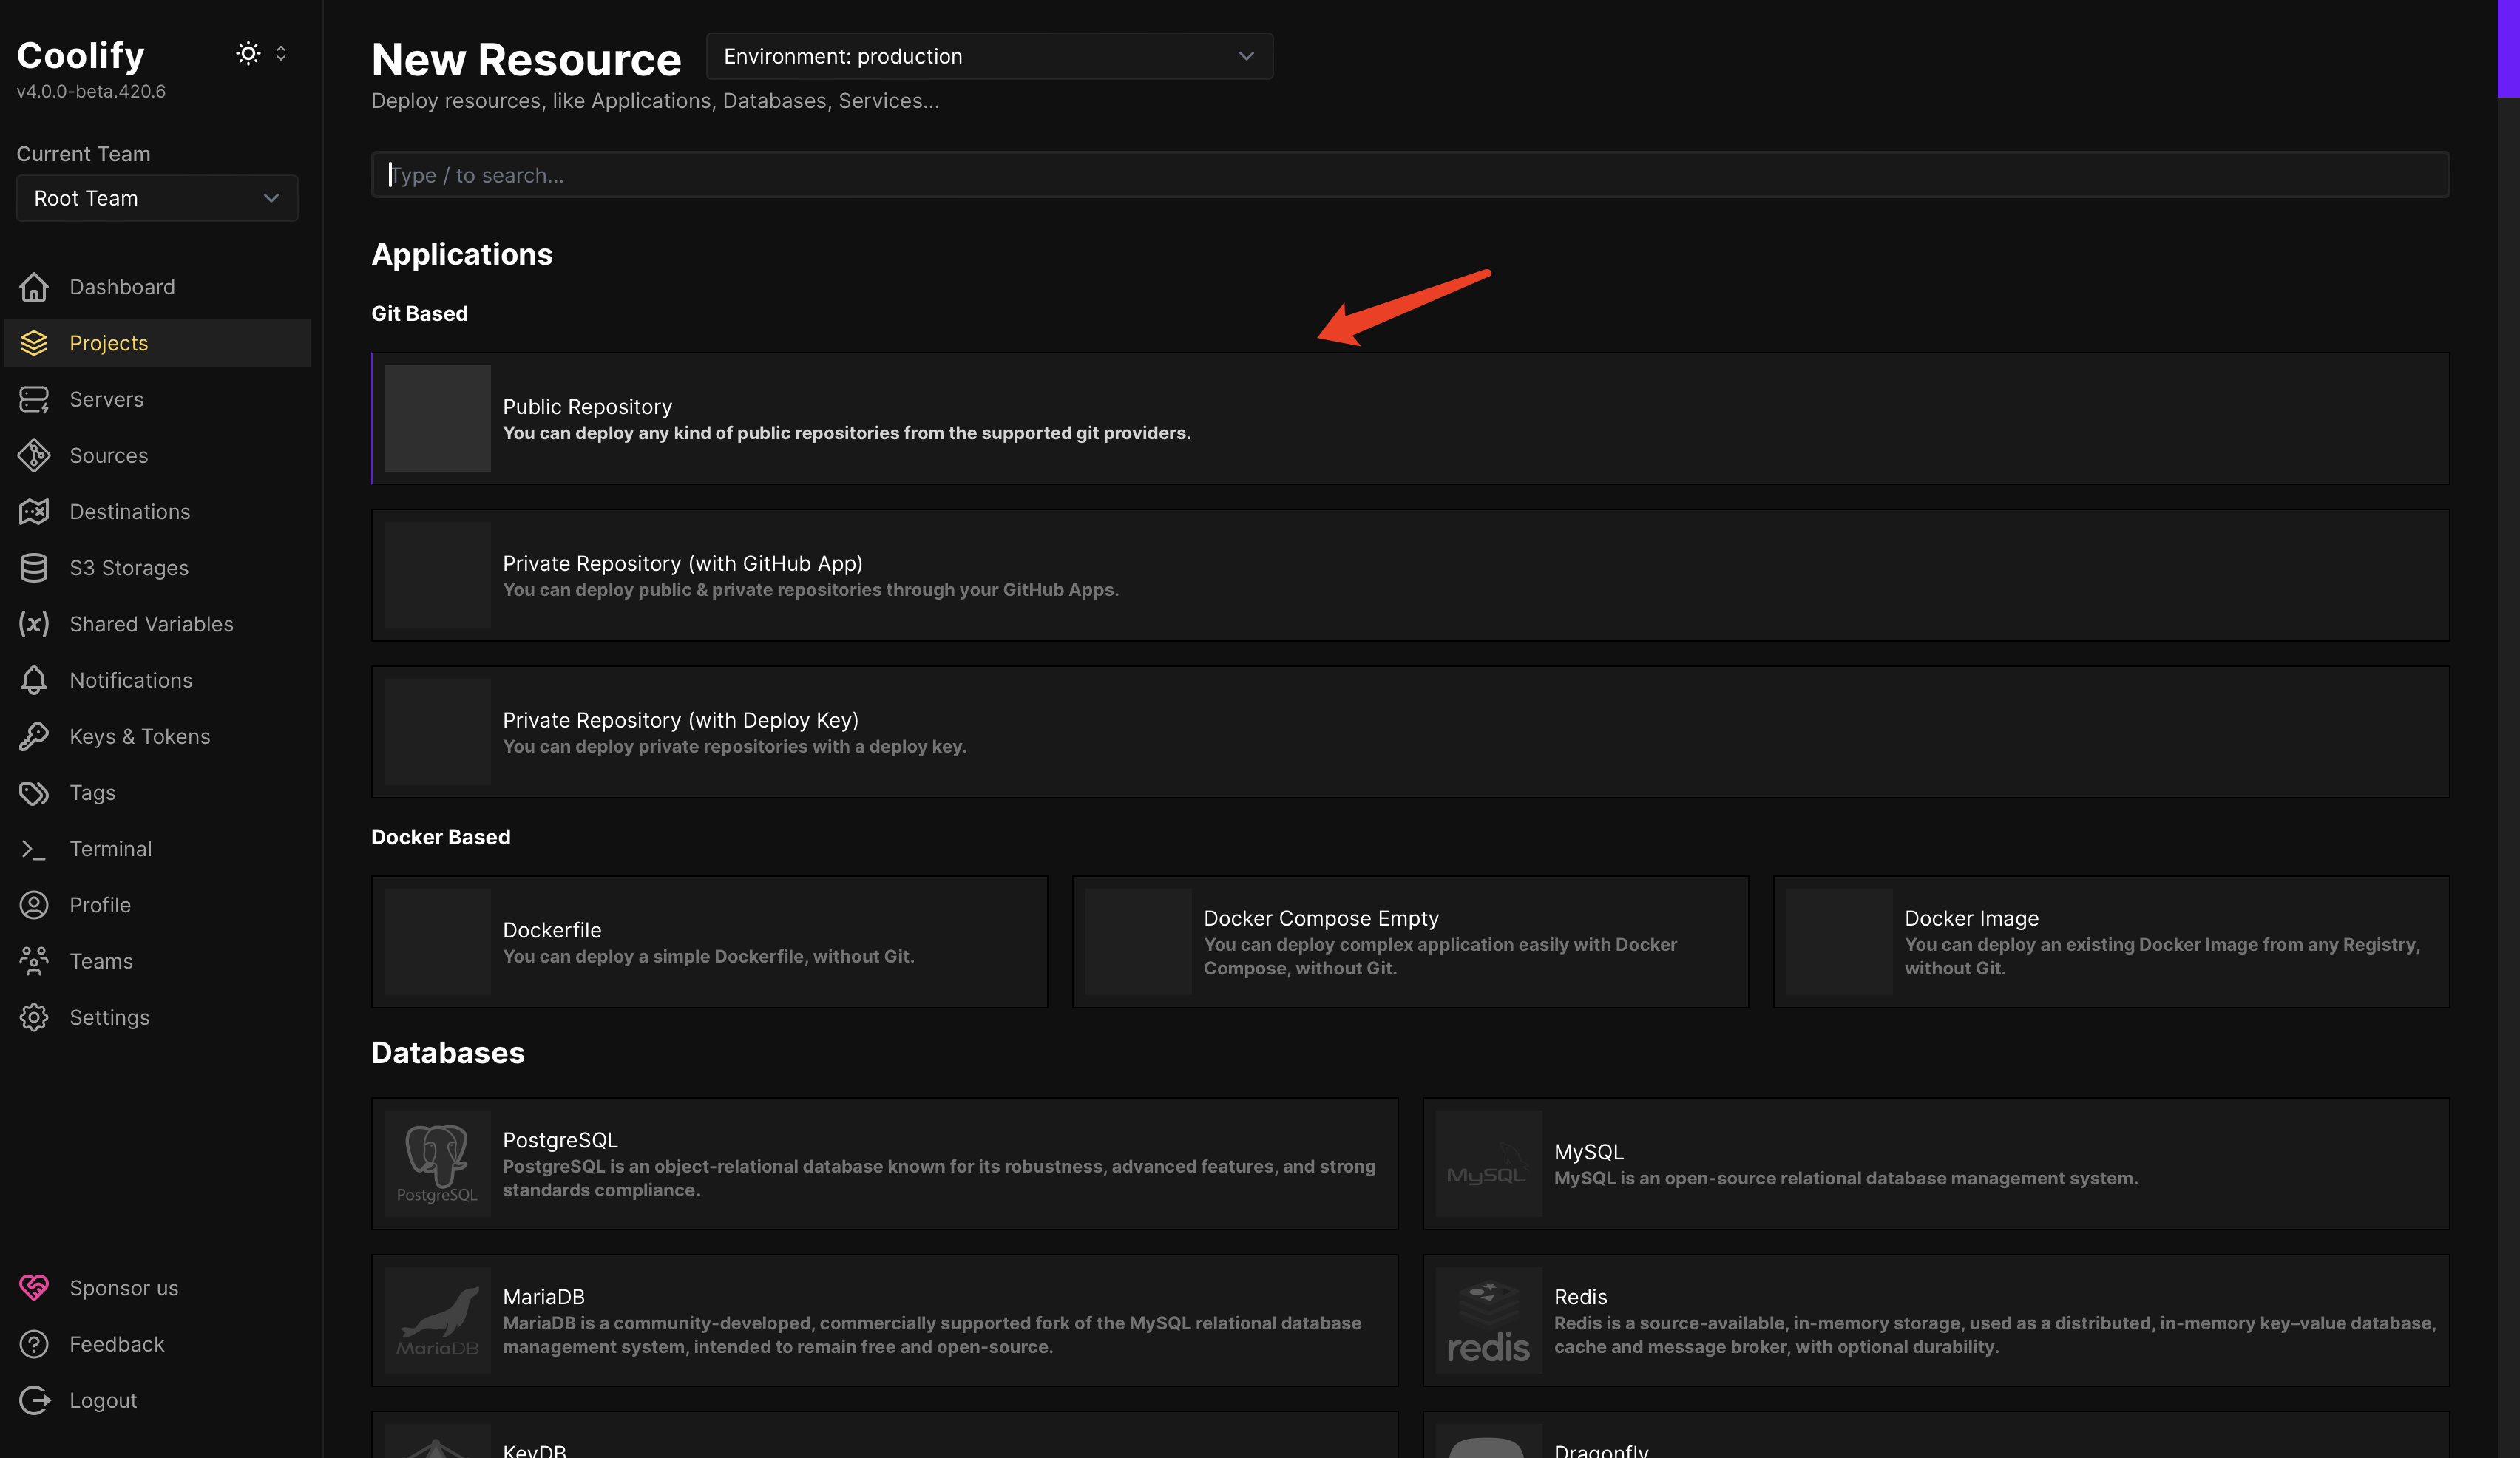 Coolify
v4.0.0-beta.420.6
Current Team
Root Team
Dashboard
Projects
Servers
Sources
Destinations
S3 Storages
Shared Variables
Notifications
Keys & Tokens
Tags
Terminal
Profile
Teams
Settings
Sponsor us
Feedback
Logout
New Resource
Environment: production
Deploy resources, like Applications, Databases, Services...
Type / to search...
Applications
Git Based
Public Repository
You can deploy any kind of public repositories from the supported git providers.
Private Repository (with GitHub App)
You can deploy public & private repositories through your GitHub Apps.
Private Repository (with Deploy Key)
You can deploy private repositories with a deploy key.
Docker Based
Dockerfile
You can deploy a simple Dockerfile, without Git.
Docker Compose Empty
You can deploy complex application easily with Docker
Compose, without Git.
Docker Image
You can deploy an existing Docker Image from any Registry,
without Git.
Databases
PostgreSQL
PostgreSQL
PostgreSQL is an object-relational database known for its robustness, advanced features, and strong
standards compliance.
MySQL
MySQL
MySQL is an open-source relational database management system.
MariaDB
MariaDB
MariaDB is a community-developed, commercially supported fork of the MySQL relational database
management system, intended to remain free and open-source.
redis
Redis
Redis is a source-available, in-memory storage, used as a distributed, in-memory key–value database,
cache and message broker, with optional durability.
KeyDB
Dragonfly